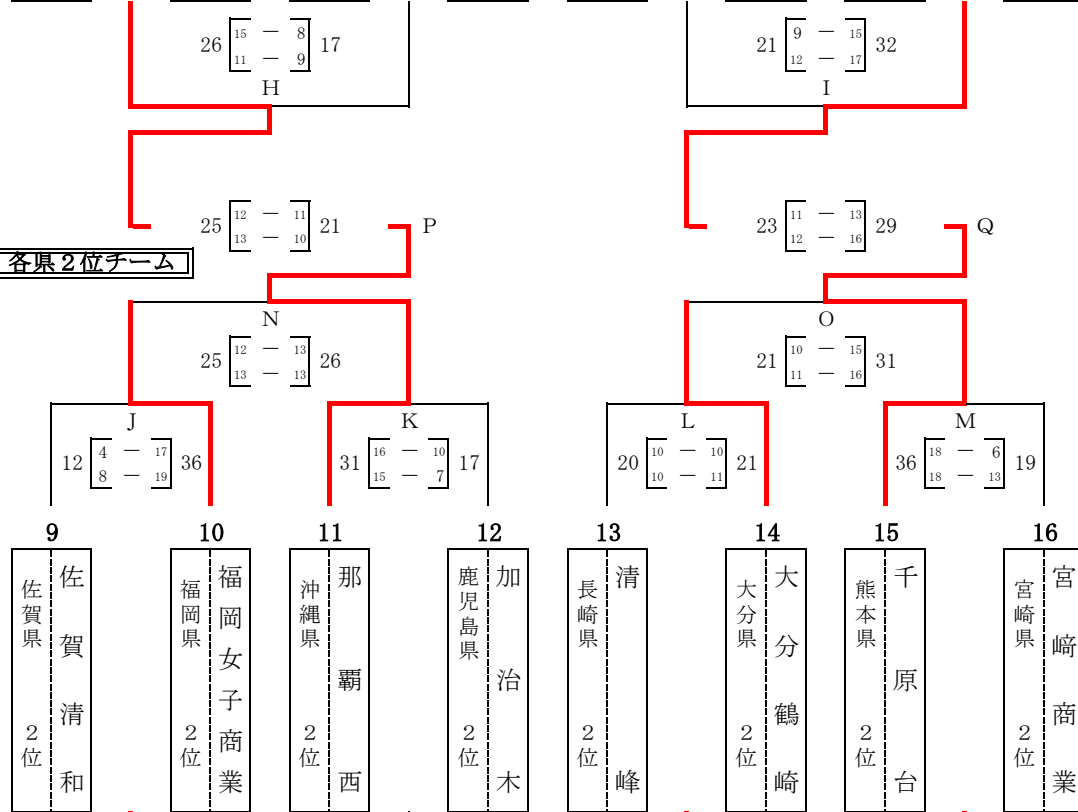 26 15 － 8 17
11 － 9
H
21 9 － 15 32
12 － 17
I
25 12 － 11 21 P
13 － 10
23 11 － 13 29 Q
12 － 16
各県２位チーム
N
25 12 － 13 26
13 － 13
O
21 10 － 15 31
11 － 16
J
12 4 － 17 36
8 － 19
K
31 16 － 10 17
15 － 7
L
20 10 － 10 21
10 － 11
M
36 18 － 6 19
18 － 13
9
佐賀県 2位
佐賀清和
10
福岡県 2位
福岡女子商業
11
沖縄県 2位
那覇西
12
鹿児島県 2位
加治木
13
長崎県 2位
清峰
14
大分県 2位
大分鶴崎
15
熊本県 2位
千原台
16
宮崎県 2位
宮﨑商業